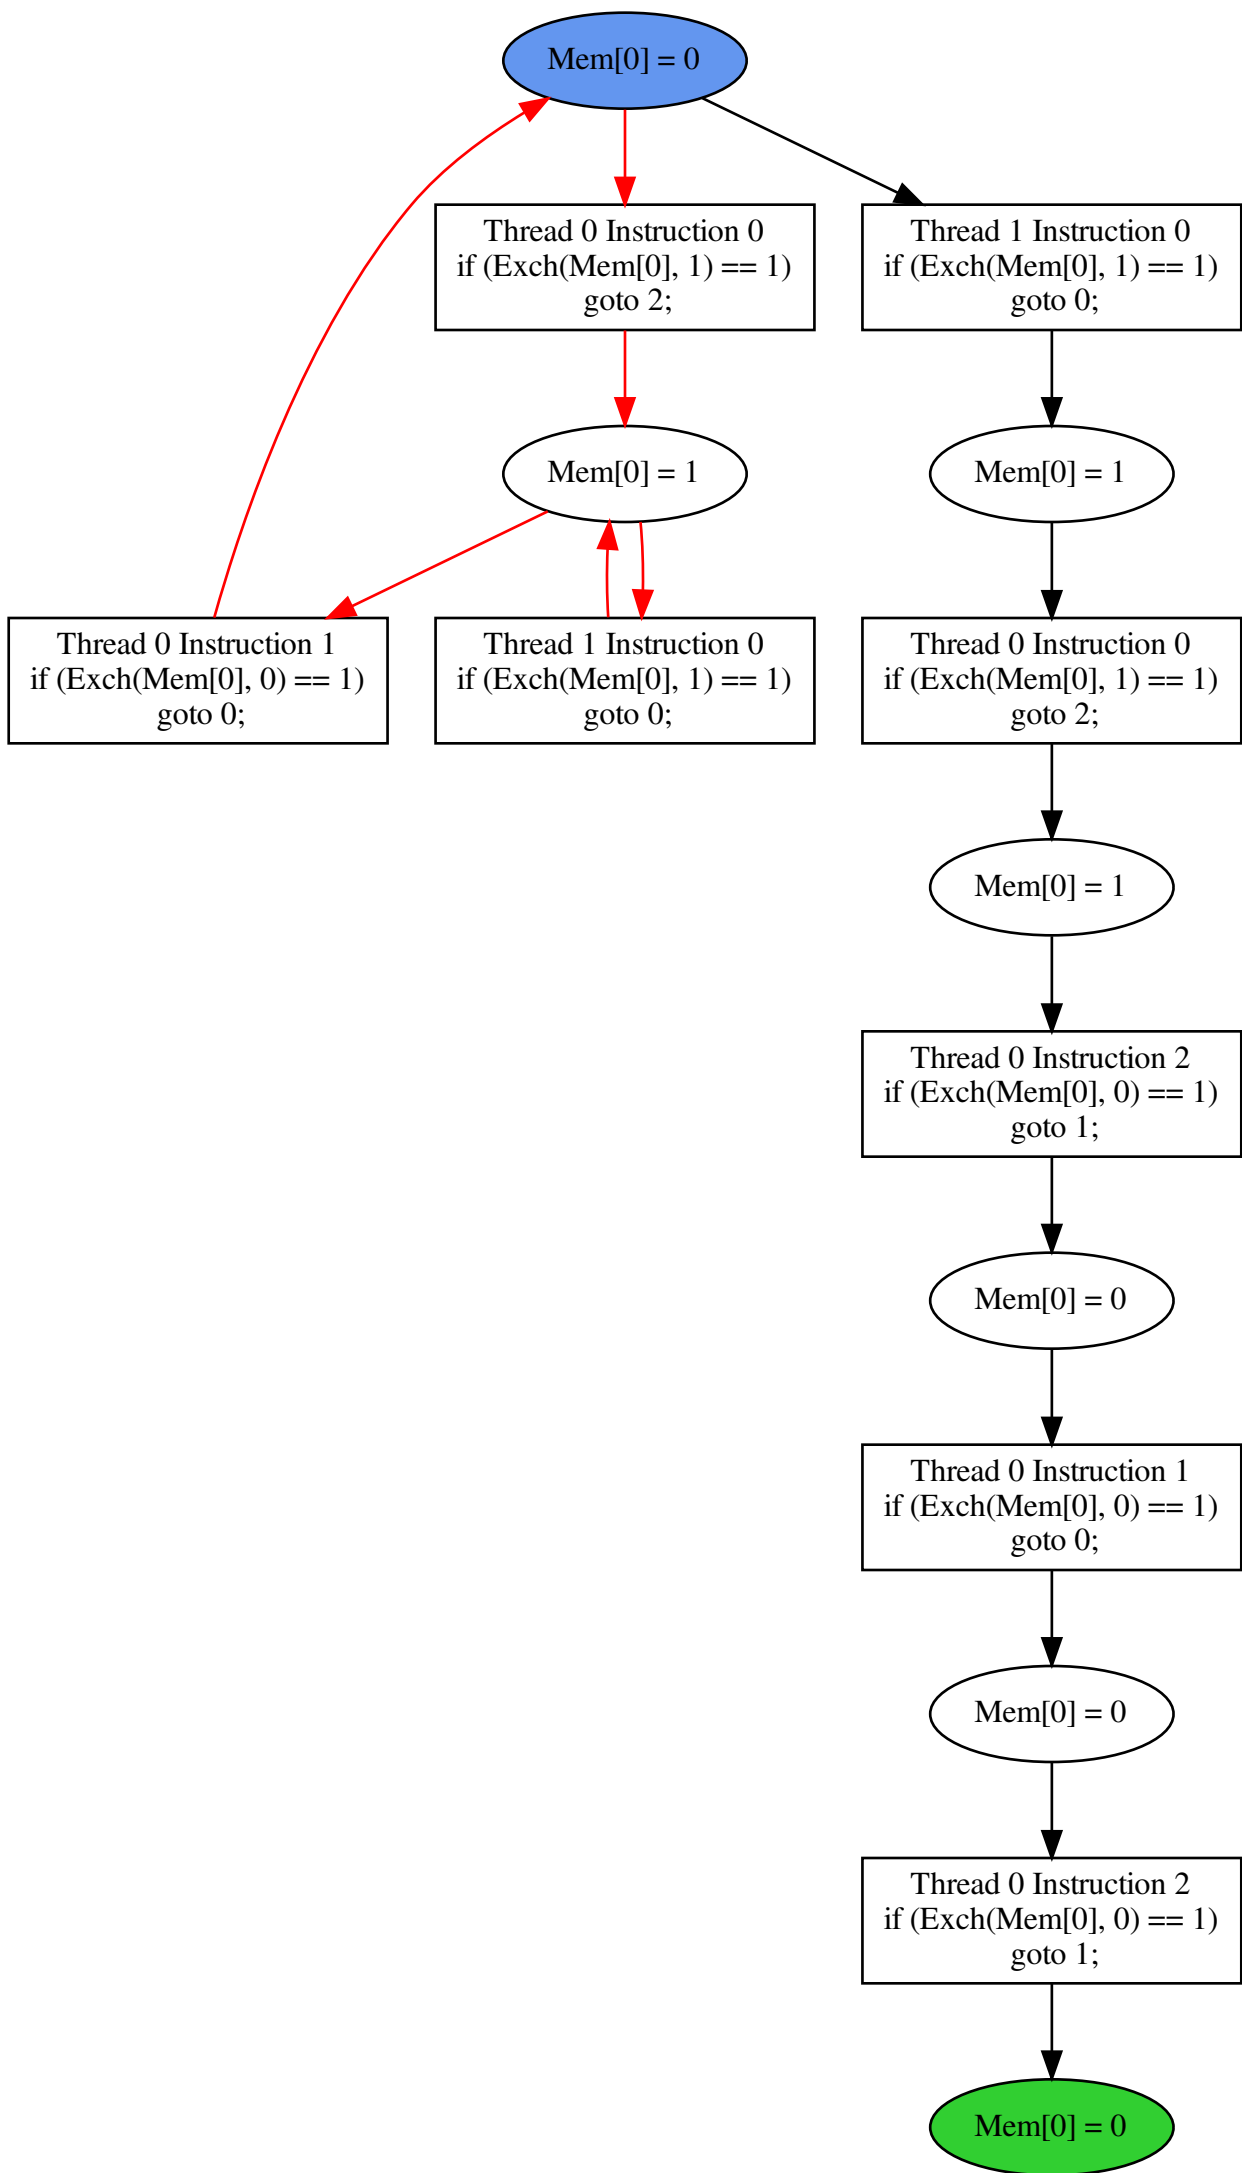 Mem[0] = 0
Thread 0 Instruction 0
if (Exch(Mem[0], 1) == 1)
goto 2;
Thread 1 Instruction 0
if (Exch(Mem[0], 1) == 1)
goto 0;
Mem[0] = 1
Mem[0] = 1
Thread 0 Instruction 1
if (Exch(Mem[0], 0) == 1)
goto 0;
Thread 1 Instruction 0
if (Exch(Mem[0], 1) == 1)
goto 0;
Thread 0 Instruction 0
if (Exch(Mem[0], 1) == 1)
goto 2;
Mem[0] = 1
Thread 0 Instruction 2
if (Exch(Mem[0], 0) == 1)
goto 1;
Mem[0] = 0
Thread 0 Instruction 1
if (Exch(Mem[0], 0) == 1)
goto 0;
Mem[0] = 0
Thread 0 Instruction 2
if (Exch(Mem[0], 0) == 1)
goto 1;
Mem[0] = 0